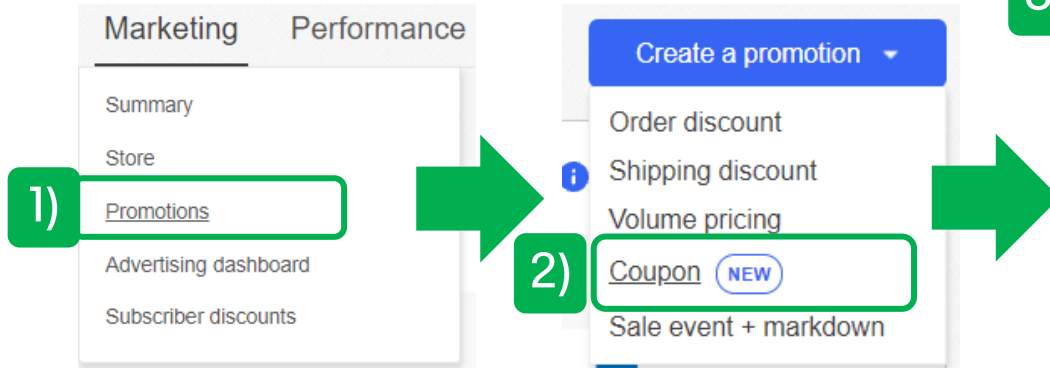 Marketing Performance
Summary
Store
1) Promotions
Advertising dashboard
Subscriber discounts
Create a promotion
Order discount
Shipping discount
Volume pricing
2) Coupon NEW
Sale event + markdown